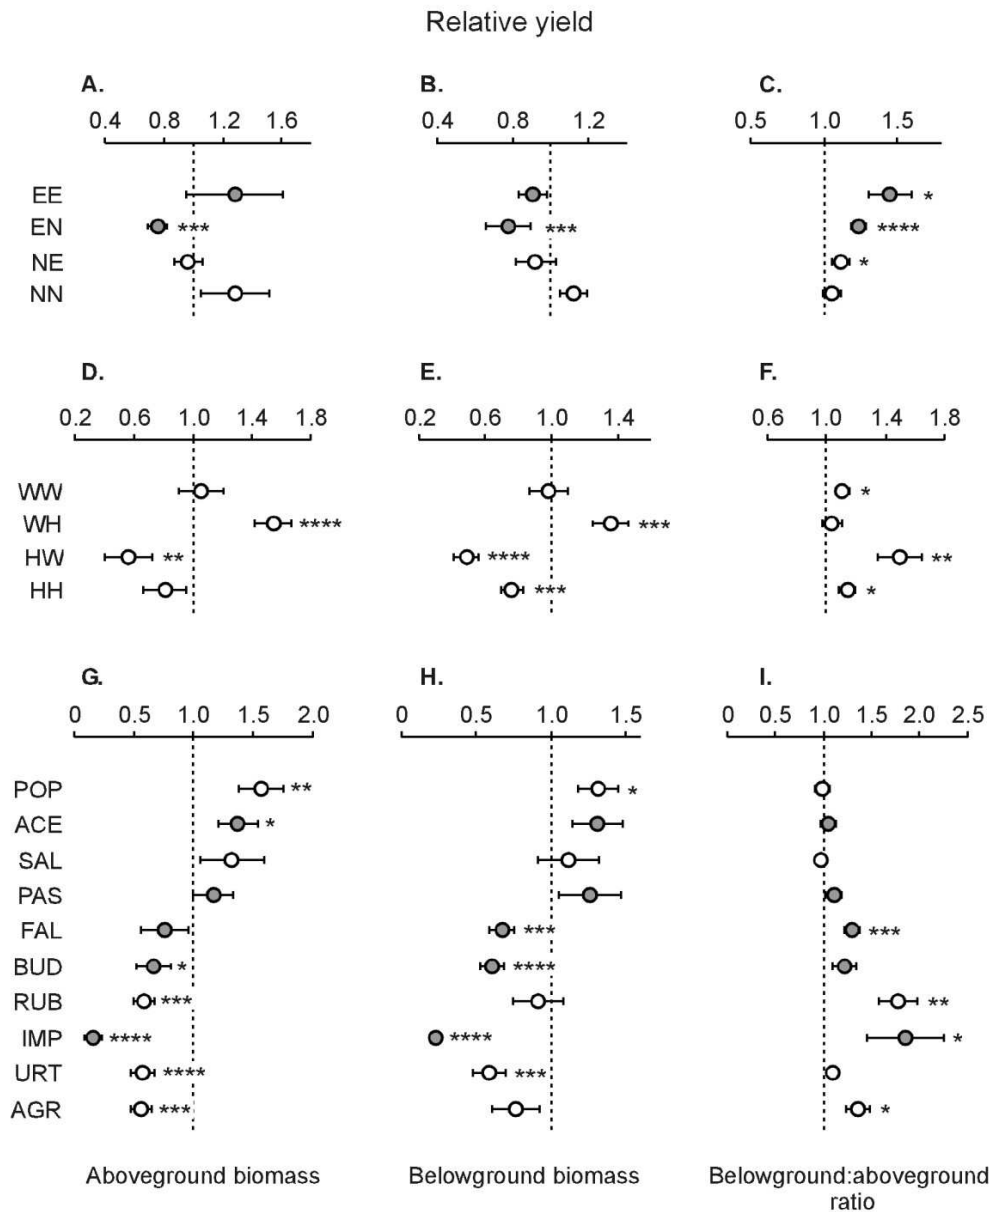 Relative yield
A. B. C.
0.4 0.8 1.2 1.6 0.4 0.8 1.2 0.5 1.0 1.5
EE *
EN *** *** ****
NE *
NN
D. E. F.
0.2 0.6 1.0 1.4 1.8 0.2 0.6 1.0 1.4 0.6 1.0 1.4 1.8
WW *
WH **** ***
HW ** **** **
HH *** *
G. H. I.
0 0.5 1.0 1.5 2.0 0 0.5 1.0 1.5 0 0.5 1.0 1.5 2.0 2.5
POP ** *
ACE *
SAL
PAS
FAL *** ***
BUD * ****
RUB *** **
IMP **** **** *
URT **** ***
AGR *** *
Aboveground biomass Belowground biomass Belowground:aboveground
ratio